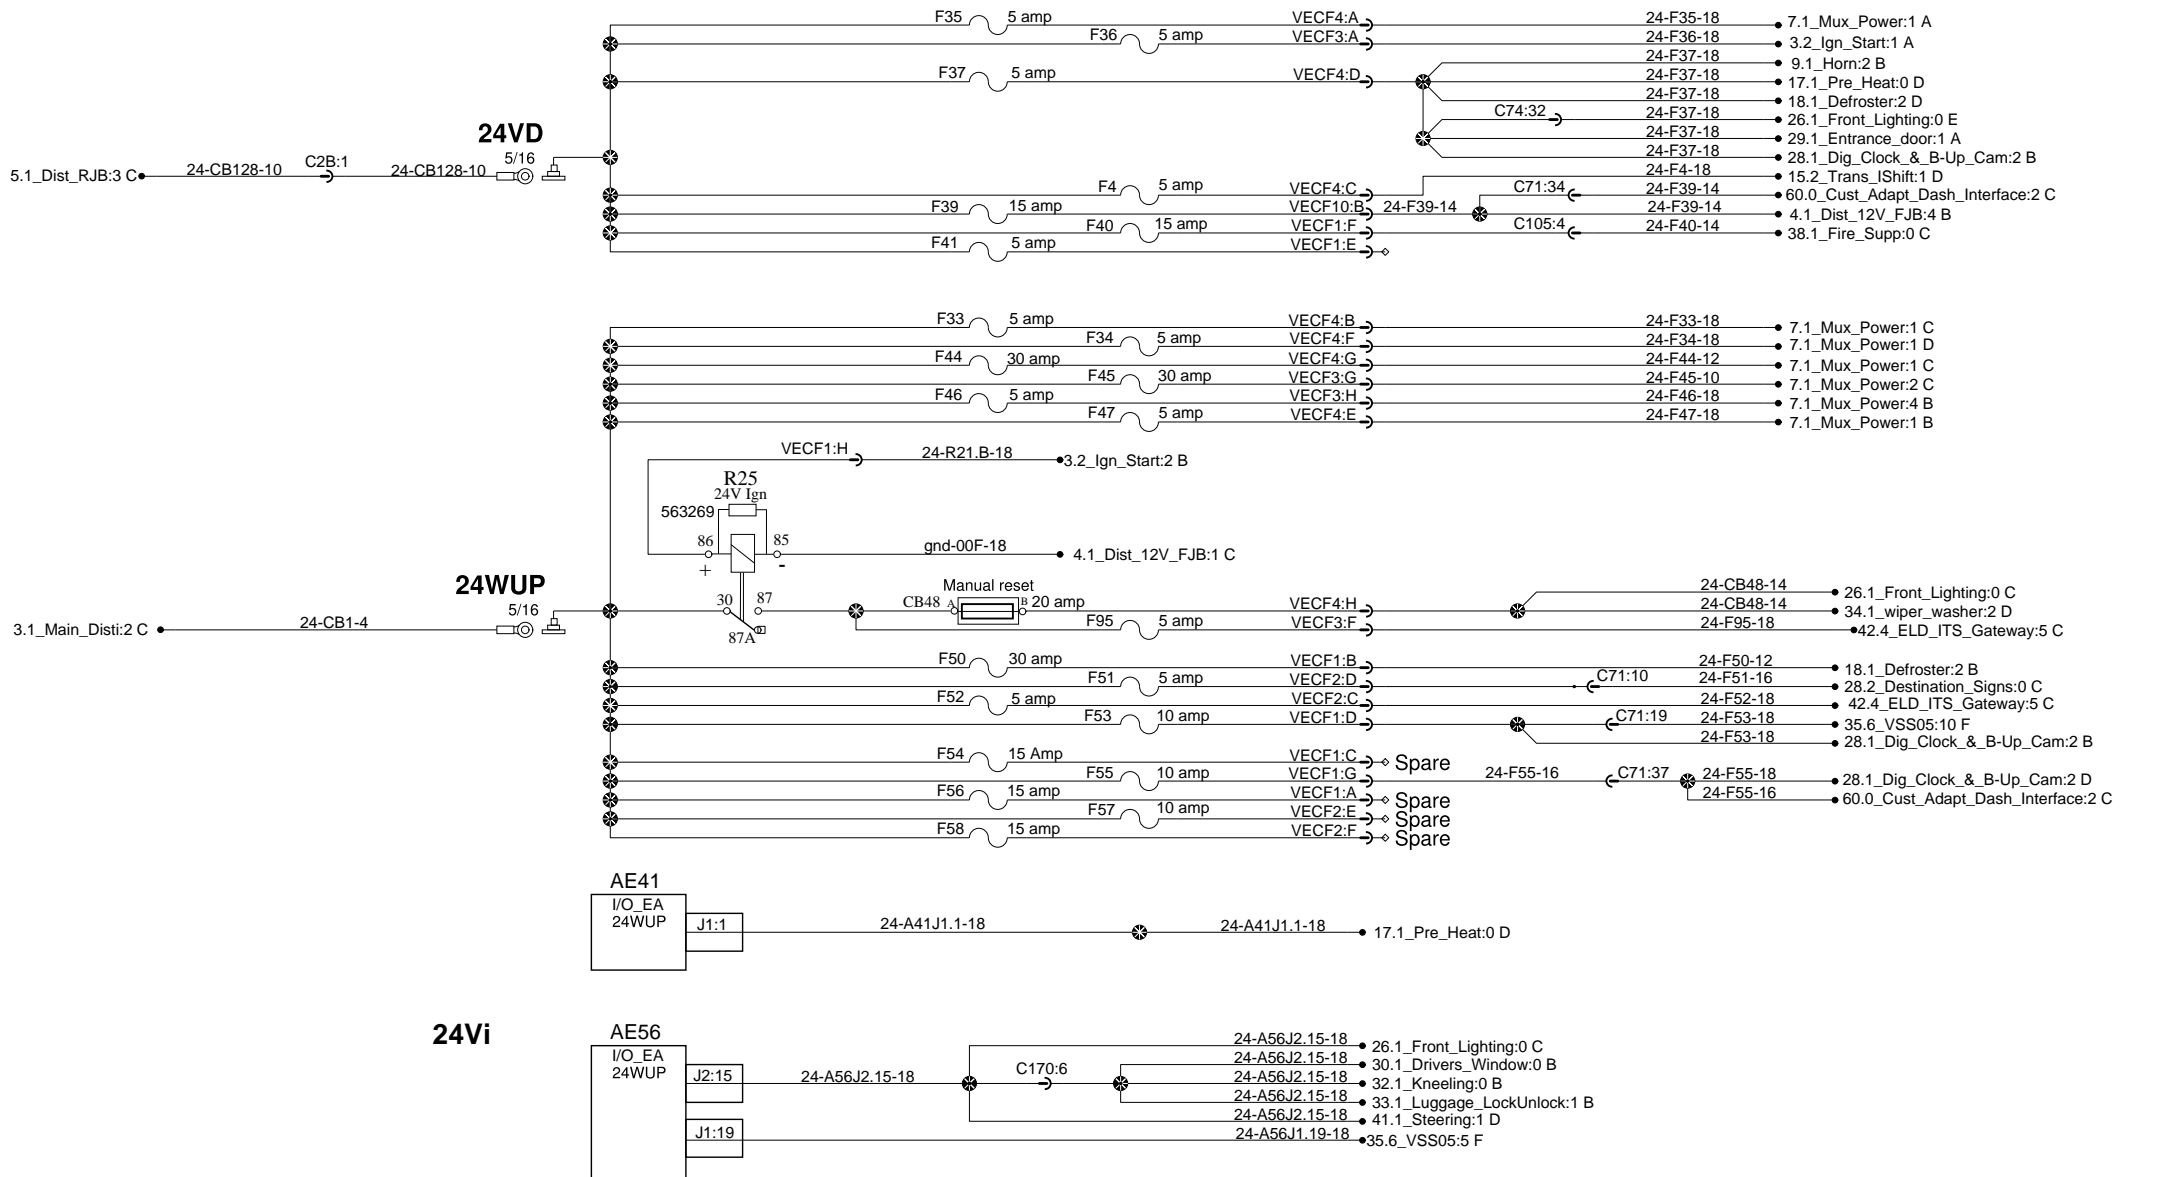 F35 5 amp VECF4:A 24-F35-18 7.1_Mux_Power:1 A
F36 5 amp VECF3:A 24-F36-18 3.2_Ign_Start:1 A
24-F37-18 9.1_Horn:2 B
F37 5 amp VECF4:D 24-F37-18 17.1_Pre_Heat:0 D
24-F37-18 18.1_Defroster:2 D
C74:32 24-F37-18 26.1_Front_Lighting:0 E
24VD
24-F37-18 29.1_Entrance_door:1 A
5/16 24-F37-18 28.1_Dig_Clock_&_B-Up_Cam:2 B
5.1_Dist_RJB:3 C 24-CB128-10 C2B:1 24-CB128-10 24-F4-18 15.2_Trans_IShift:1 D
F4 5 amp VECF4:C C71:34 24-F39-14 60.0_Cust_Adapt_Dash_Interface:2 C
F39 15 amp VECF10:B 24-F39-14 24-F39-14 4.1_Dist_12V_FJB:4 B
F40 15 amp VECF1:F C105:4 24-F40-14 38.1_Fire_Supp:0 C
F41 5 amp VECF1:E
F33 5 amp VECF4:B 24-F33-18 7.1_Mux_Power:1 C
F34 5 amp VECF4:F 24-F34-18 7.1_Mux_Power:1 D
F44 30 amp VECF4:G 24-F44-12 7.1_Mux_Power:1 C
F45 30 amp VECF3:G 24-F45-10 7.1_Mux_Power:2 C
F46 5 amp VECF3:H 24-F46-18 7.1_Mux_Power:4 B
F47 5 amp VECF4:E 24-F47-18 7.1_Mux_Power:1 B
VECF1:H 24-R21.B-18 3.2_Ign_Start:2 B
R25
24V Ign
563269
86 85 gnd-00F-18 4.1_Dist_12V_FJB:1 C
+ -
24WUP
Manual reset 24-CB48-14 26.1_Front_Lighting:0 C
5/16 30 87 CB48 A B 20 amp VECF4:H 24-CB48-14 34.1_wiper_washer:2 D
3.1_Main_Disti:2 C 24-CB1-4 87A F95 5 amp VECF3:F 24-F95-18 42.4_ELD_ITS_Gateway:5 C
F50 30 amp VECF1:B 24-F50-12 18.1_Defroster:2 B
F51 5 amp VECF2:D C71:10 24-F51-16 28.2_Destination_Signs:0 C
F52 5 amp VECF2:C 24-F52-18 42.4_ELD_ITS_Gateway:5 C
F53 10 amp VECF1:D C71:19 24-F53-18 35.6_VSS05:10 F
24-F53-18 28.1_Dig_Clock_&_B-Up_Cam:2 B
F54 15 Amp VECF1:C Spare
F55 10 amp VECF1:G 24-F55-16 C71:37 24-F55-18 28.1_Dig_Clock_&_B-Up_Cam:2 D
F56 15 amp VECF1:A Spare 24-F55-16 60.0_Cust_Adapt_Dash_Interface:2 C
F57 10 amp VECF2:E Spare
F58 15 amp VECF2:F Spare
AE41
I/O_EA
24WUP
J1:1 24-A41J1.1-18 24-A41J1.1-18 17.1_Pre_Heat:0 D
24Vi
AE56
I/O_EA
24WUP
24-A56J2.15-18 26.1_Front_Lighting:0 C
24-A56J2.15-18 30.1_Drivers_Window:0 B
J2:15 24-A56J2.15-18 C170:6 24-A56J2.15-18 32.1_Kneeling:0 B
24-A56J2.15-18 33.1_Luggage_LockUnlock:1 B
24-A56J2.15-18 41.1_Steering:1 D
J1:19 24-A56J1.19-18 35.6_VSS05:5 F